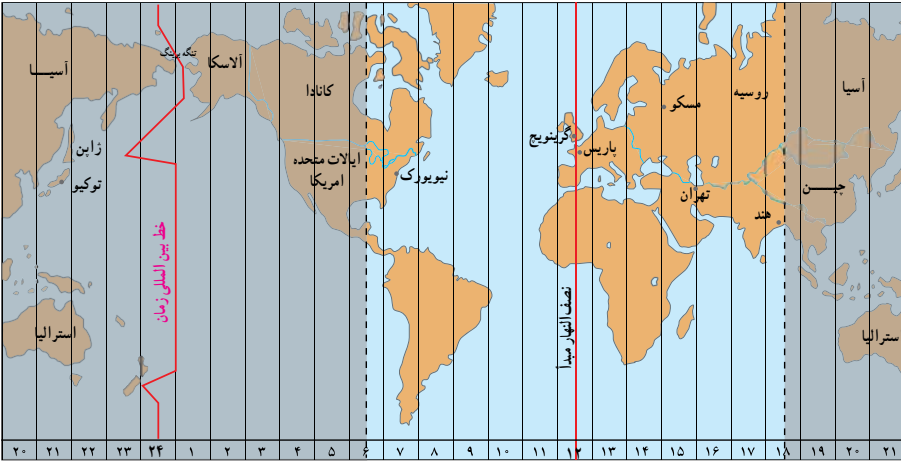 تنگه برینگ
آسیا
آلاسکا
کانادا
روسیه
آسیا
مسکو
گرینویچ
پاریس
ژاپن
ایالات متحده
امریکا
نیویورک
توکیو
تهران
چین
هند
خط بین المللی زمان
نصف النهار مبدأ
استرالیا
سترالیا
۲۰ ۲۱ ۲۲ ۲۳ ۲۴ ۱ ۲ ۳ ۴ ۵ ۶ ۷ ۸ ۹ ۱۰ ۱۱ ۱۲ ۱۳ ۱۴ ۱۵ ۱۶ ۱۷ ۱۸ ۱۹ ۲۰ ۲۱